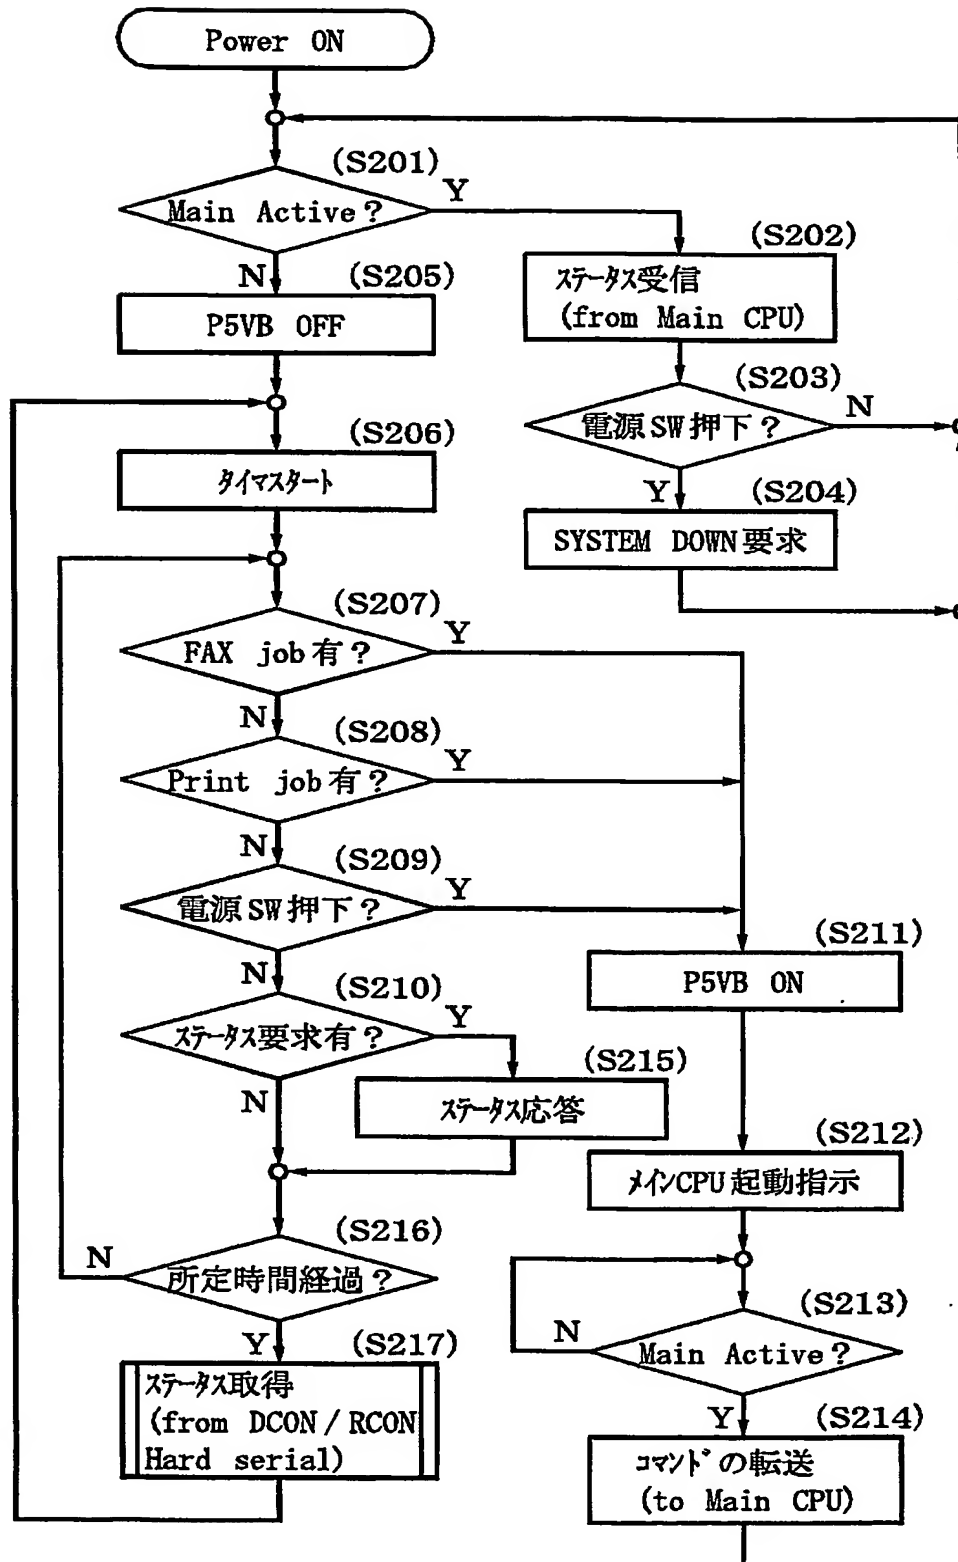 Power ON
(S201)
Main Active?
Y
N
(S202)
ステータス受信
(from Main CPU)
(S205)
P5VB OFF
(S203)
電源SW押下?
N
Y
(S206)
タイマスタート
(S204)
SYSTEM DOWN要求
(S207)
FAX job有?
Y
N
(S208)
Print job有?
Y
N
(S209)
電源SW押下?
Y
N
(S211)
P5VB ON
(S210)
ステータス要求有?
Y
N
(S215)
ステータス応答
(S212)
メインCPU起動指示
(S216)
所定時間経過?
N
Y
(S213)
Main Active?
N
Y
(S217)
ステータス取得
(from DCON/RCON
Hard serial)
(S214)
コマンドの転送
(to Main CPU)